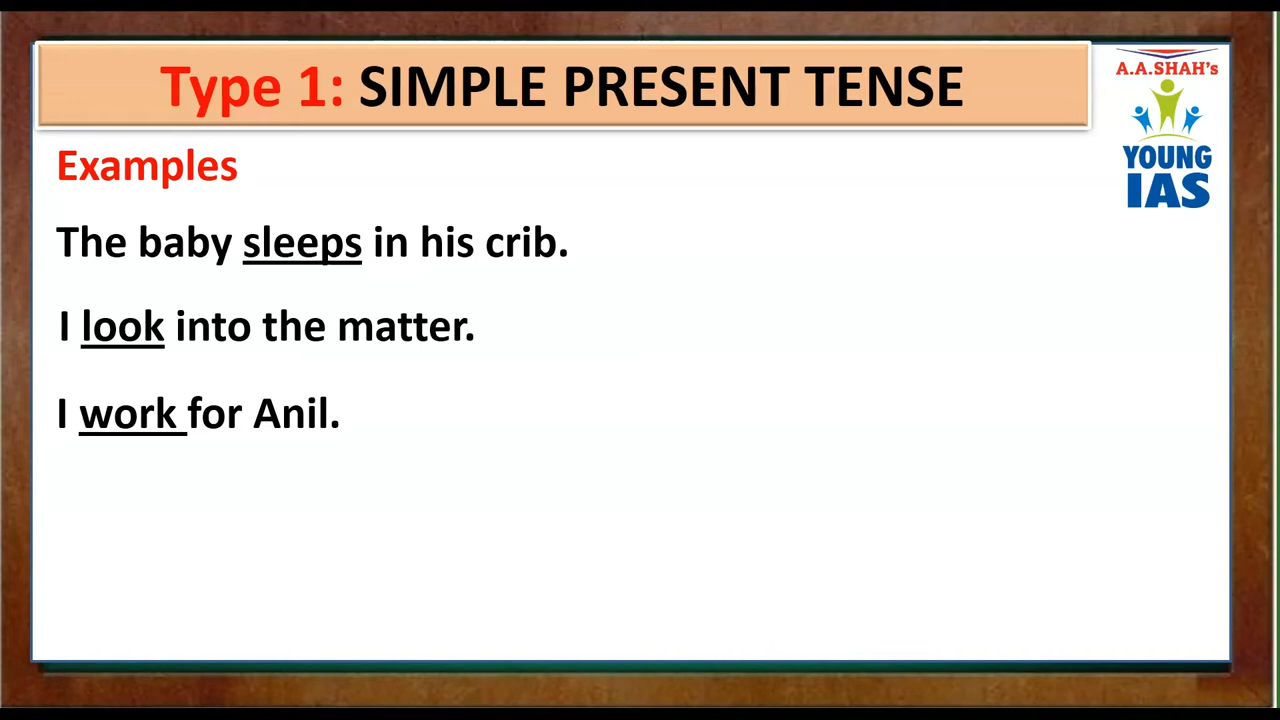 Type 1: SIMPLE PRESENT TENSE
A.A.SHAH's
YOUNG
IAS
Examples
The baby sleeps in his crib.
I look into the matter.
I work for Anil.